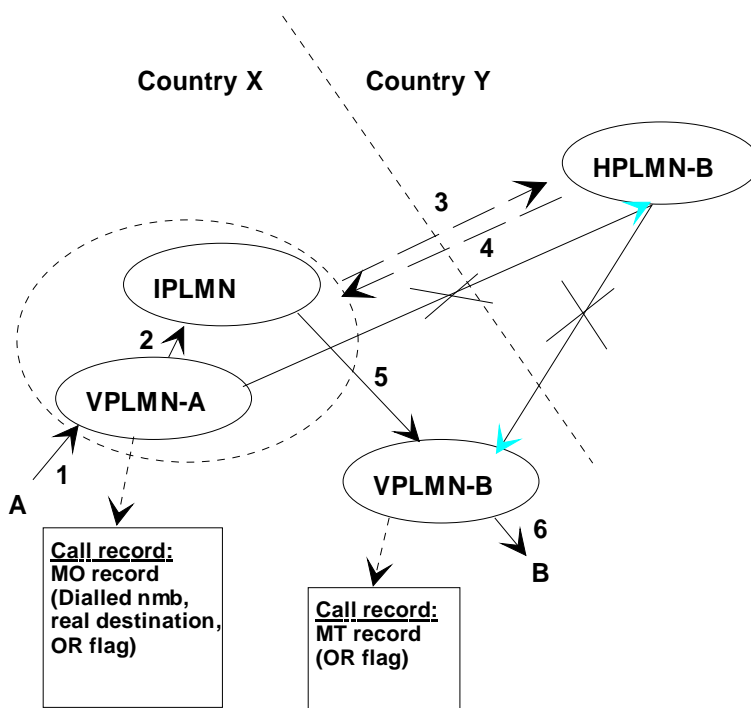 Country X
Country Y
HPLMN-B
3
4
IPLMN
2
5
VPLMN-A
1
A
VPLMN-B
6
B
Call record:
MO record
(Dialled nmb,
real destination,
OR flag)
Call record:
MT record
(OR flag)